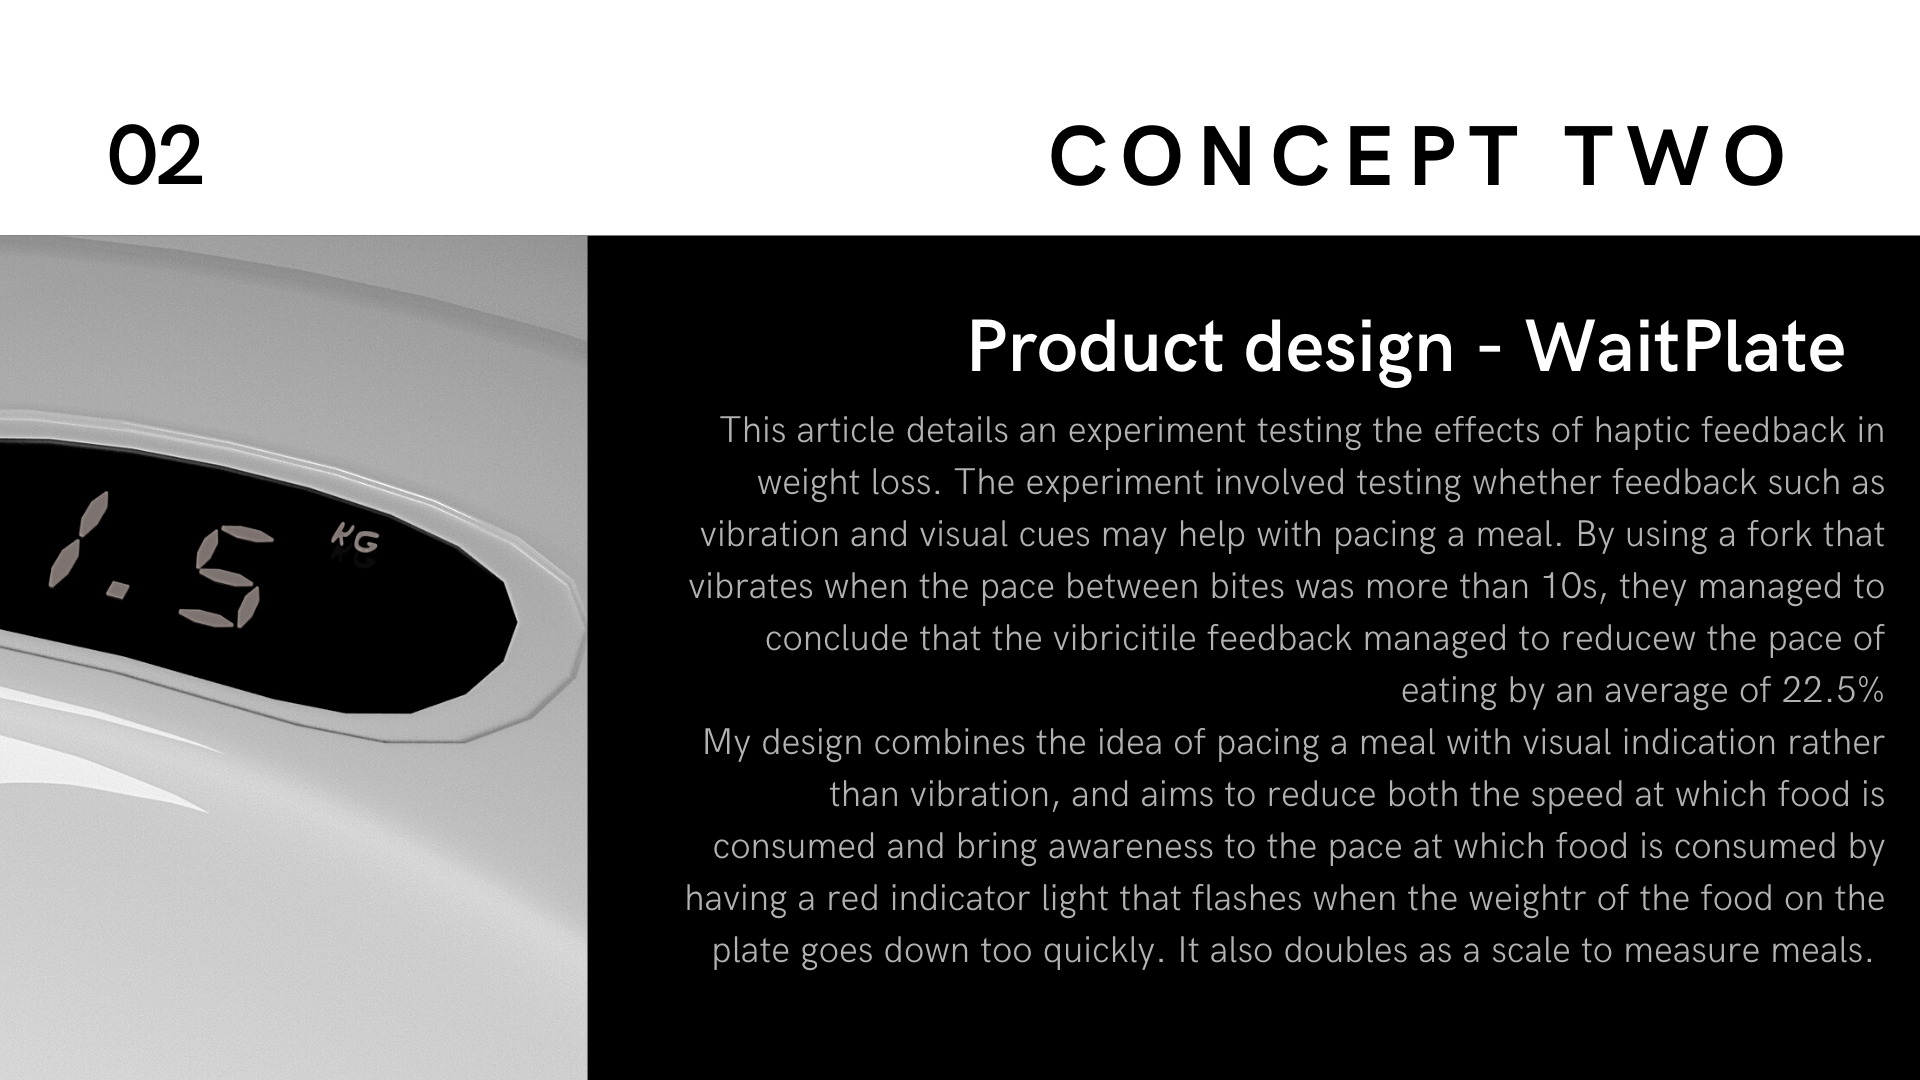 02
CONCEPT TWO
1.5 KG
Product design - WaitPlate
This article details an experiment testing the effects of haptic feedback in
weight loss. The experiment involved testing whether feedback such as
vibration and visual cues may help with pacing a meal. By using a fork that
vibrates when the pace between bites was more than 10s, they managed to
conclude that the vibricitile feedback managed to reducew the pace of
eating by an average of 22.5%
My design combines the idea of pacing a meal with visual indication rather
than vibration, and aims to reduce both the speed at which food is
consumed and bring awareness to the pace at which food is consumed by
having a red indicator light that flashes when the weightr of the food on the
plate goes down too quickly. It also doubles as a scale to measure meals.